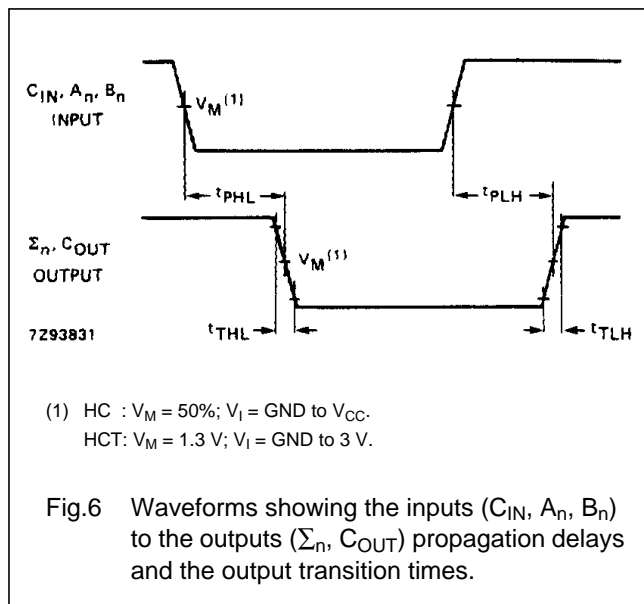 C_IN, A_n, B_n
INPUT
V_M^(1)
t_PHL
t_PLH
Σ_n, C_OUT
OUTPUT
V_M^(1)
7Z93831
t_THL
t_TLH
(1) HC : V_M = 50%; V_I = GND to V_CC.
HCT: V_M = 1.3 V; V_I = GND to 3 V.
Fig.6 Waveforms showing the inputs (C_IN, A_n, B_n)
to the outputs (Σ_n, C_OUT) propagation delays
and the output transition times.